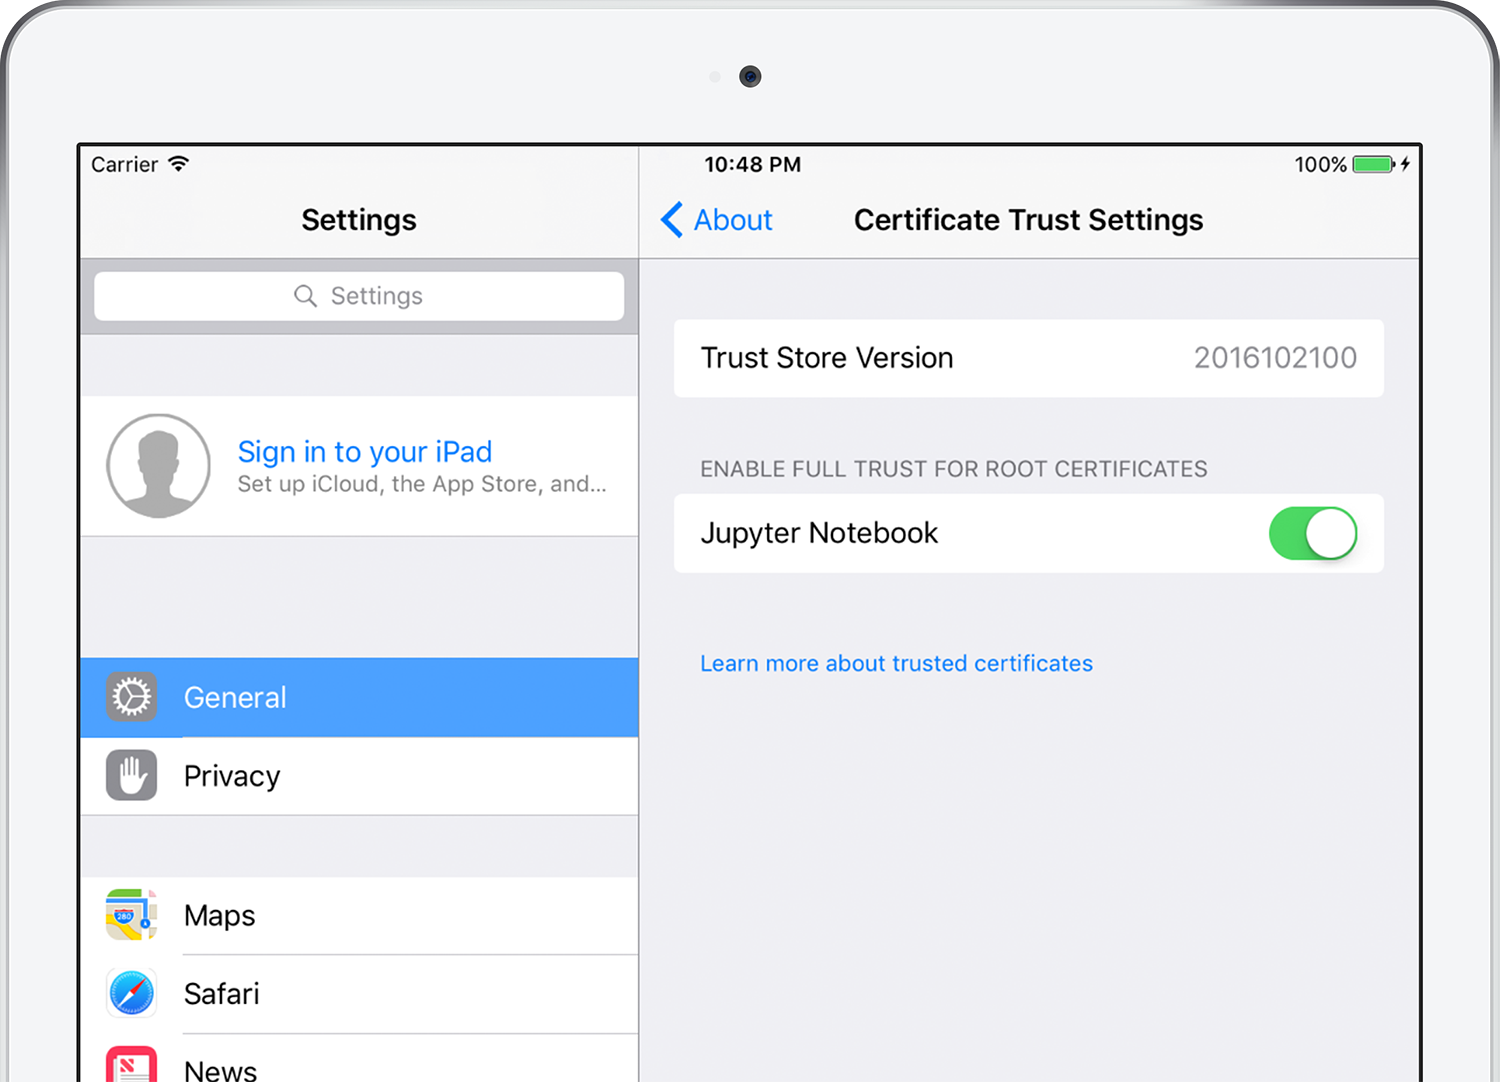 Carrier
10:48 PM
100%
Settings
About
Certificate Trust Settings
Settings
Trust Store Version
2016102100
Sign in to your iPad
Set up iCloud, the App Store, and...
ENABLE FULL TRUST FOR ROOT CERTIFICATES
Jupyter Notebook
Learn more about trusted certificates
General
Privacy
280
Maps
Safari
News